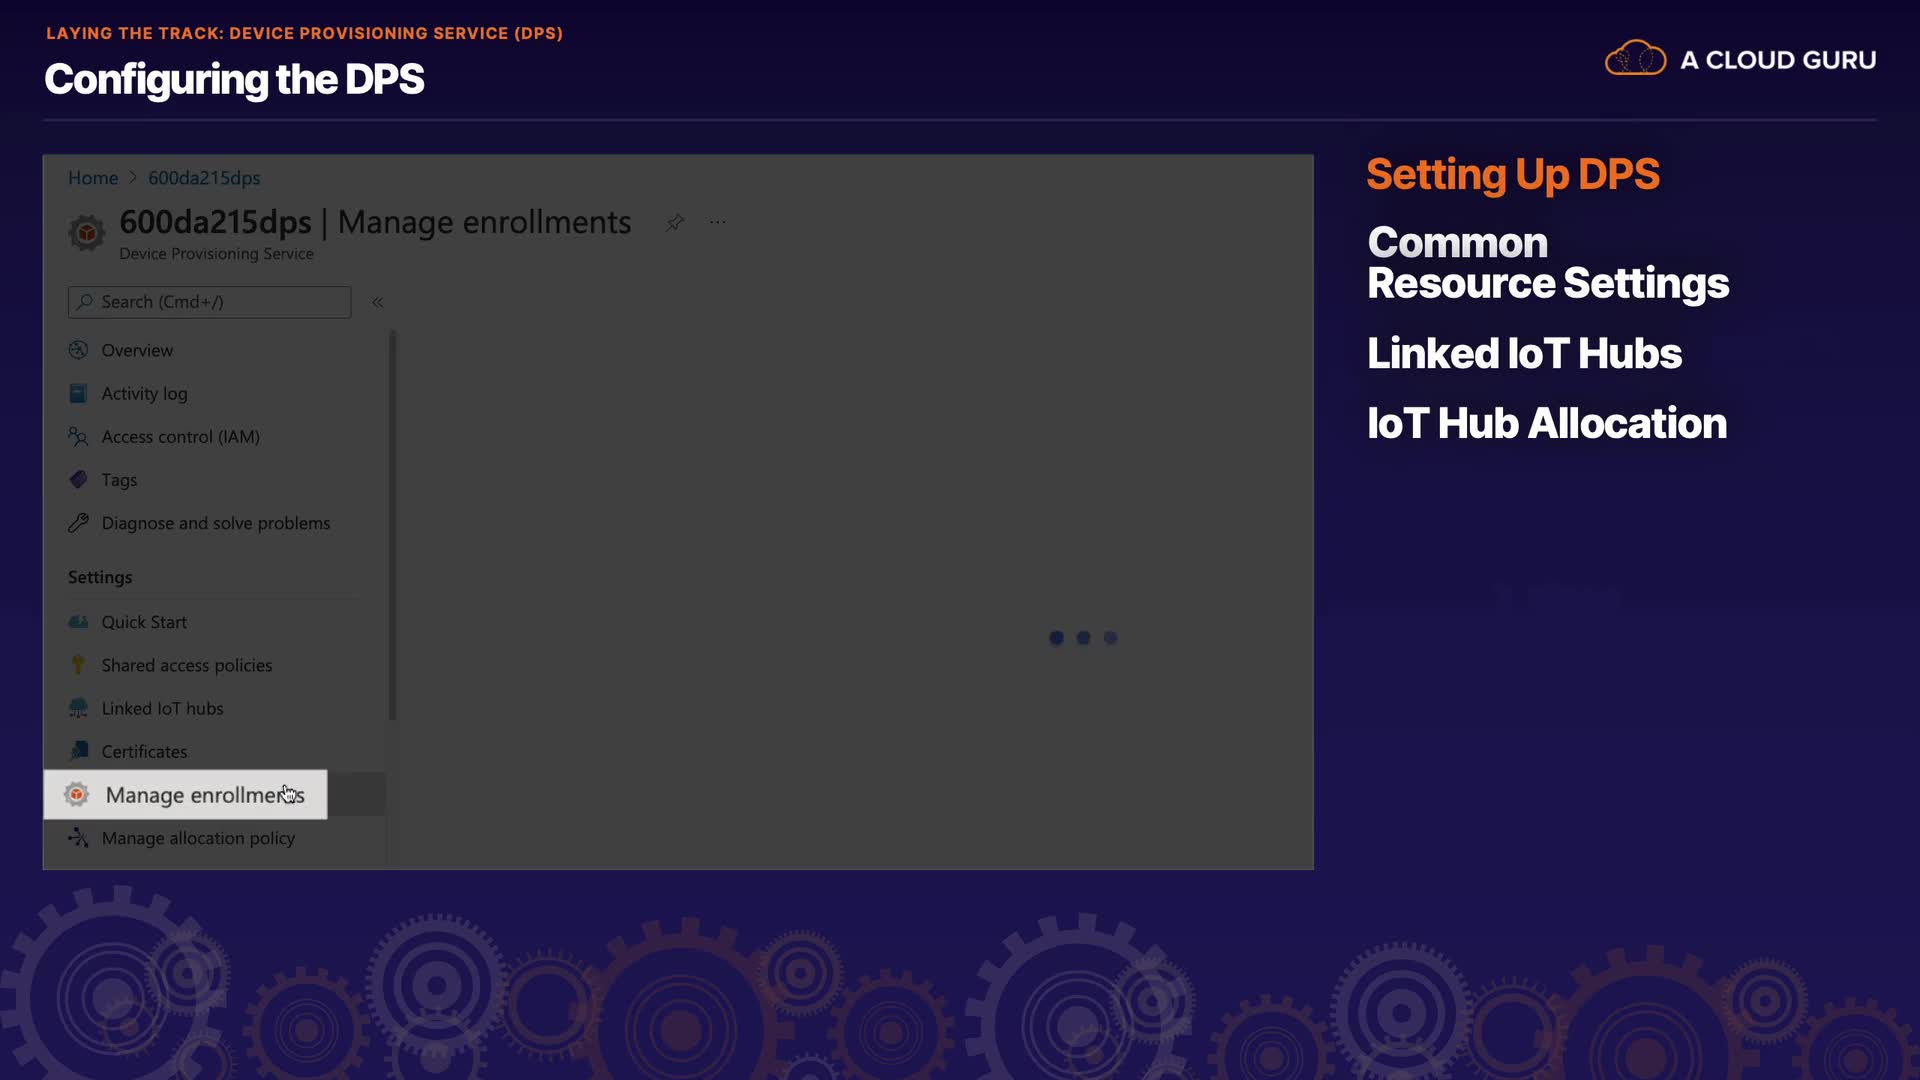 LAYING THE TRACK: DEVICE PROVISIONING SERVICE (DPS)
Configuring the DPS
A CLOUD GURU
Home > 600da215dps
600da215dps | Manage enrollments
Device Provisioning Service
Search (Cmd+/)
Overview
Activity log
Access control (IAM)
Tags
Diagnose and solve problems
Settings
Quick Start
Shared access policies
Linked IoT hubs
Certificates
Manage enrollments
Manage allocation policy
Setting Up DPS
Common
Resource Settings
Linked IoT Hubs
IoT Hub Allocation